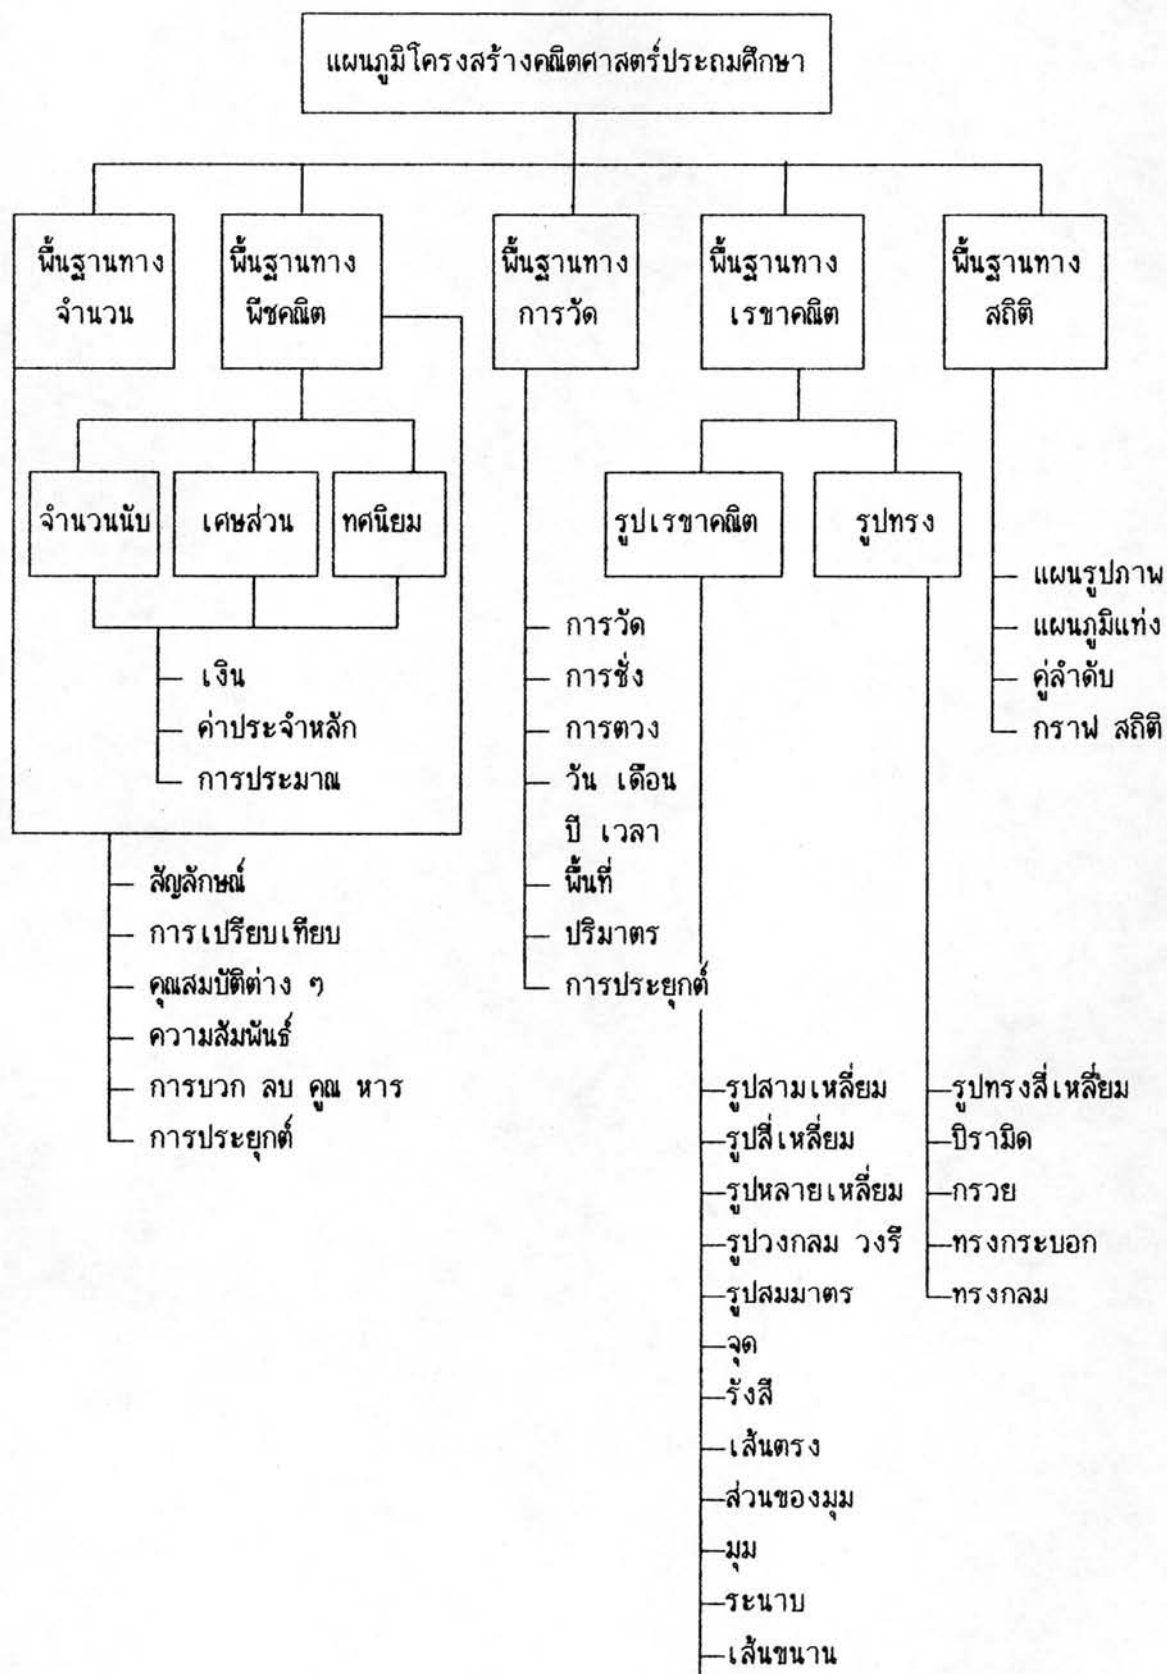 แผนภูมิโครงสร้างคณิตศาสตร์ประถมศึกษา
พื้นฐานทาง
จำนวน
พื้นฐานทาง
พีชคณิต
พื้นฐานทาง
การวัด
พื้นฐานทาง
เรขาคณิต
พื้นฐานทาง
สถิติ
จำนวนนับ
เศษส่วน
ทศนิยม
เงิน
ค่าประจำหลัก
การประมาณ
สัญลักษณ์
การเปรียบเทียบ
คุณสมบัติต่าง ๆ
ความสัมพันธ์
การบวก ลบ คูณ หาร
การประยุกต์
การวัด
การชั่ง
การตวง
วัน เดือน
ปี เวลา
พื้นที่
ปริมาตร
การประยุกต์
รูปเรขาคณิต
รูปทรง
รูปสามเหลี่ยม
รูปสี่เหลี่ยม
รูปหลายเหลี่ยม
รูปวงกลม วงรี
รูปสมมาตร
จุด
รังสี
เส้นตรง
ส่วนของมุม
มุม
ระนาบ
เส้นขนาน
รูปทรงสี่เหลี่ยม
ปิรามิด
กรวย
ทรงกระบอก
ทรงกลม
แผนรูปภาพ
แผนภูมิแท่ง
คู่ลำดับ
กราฟ สถิติ